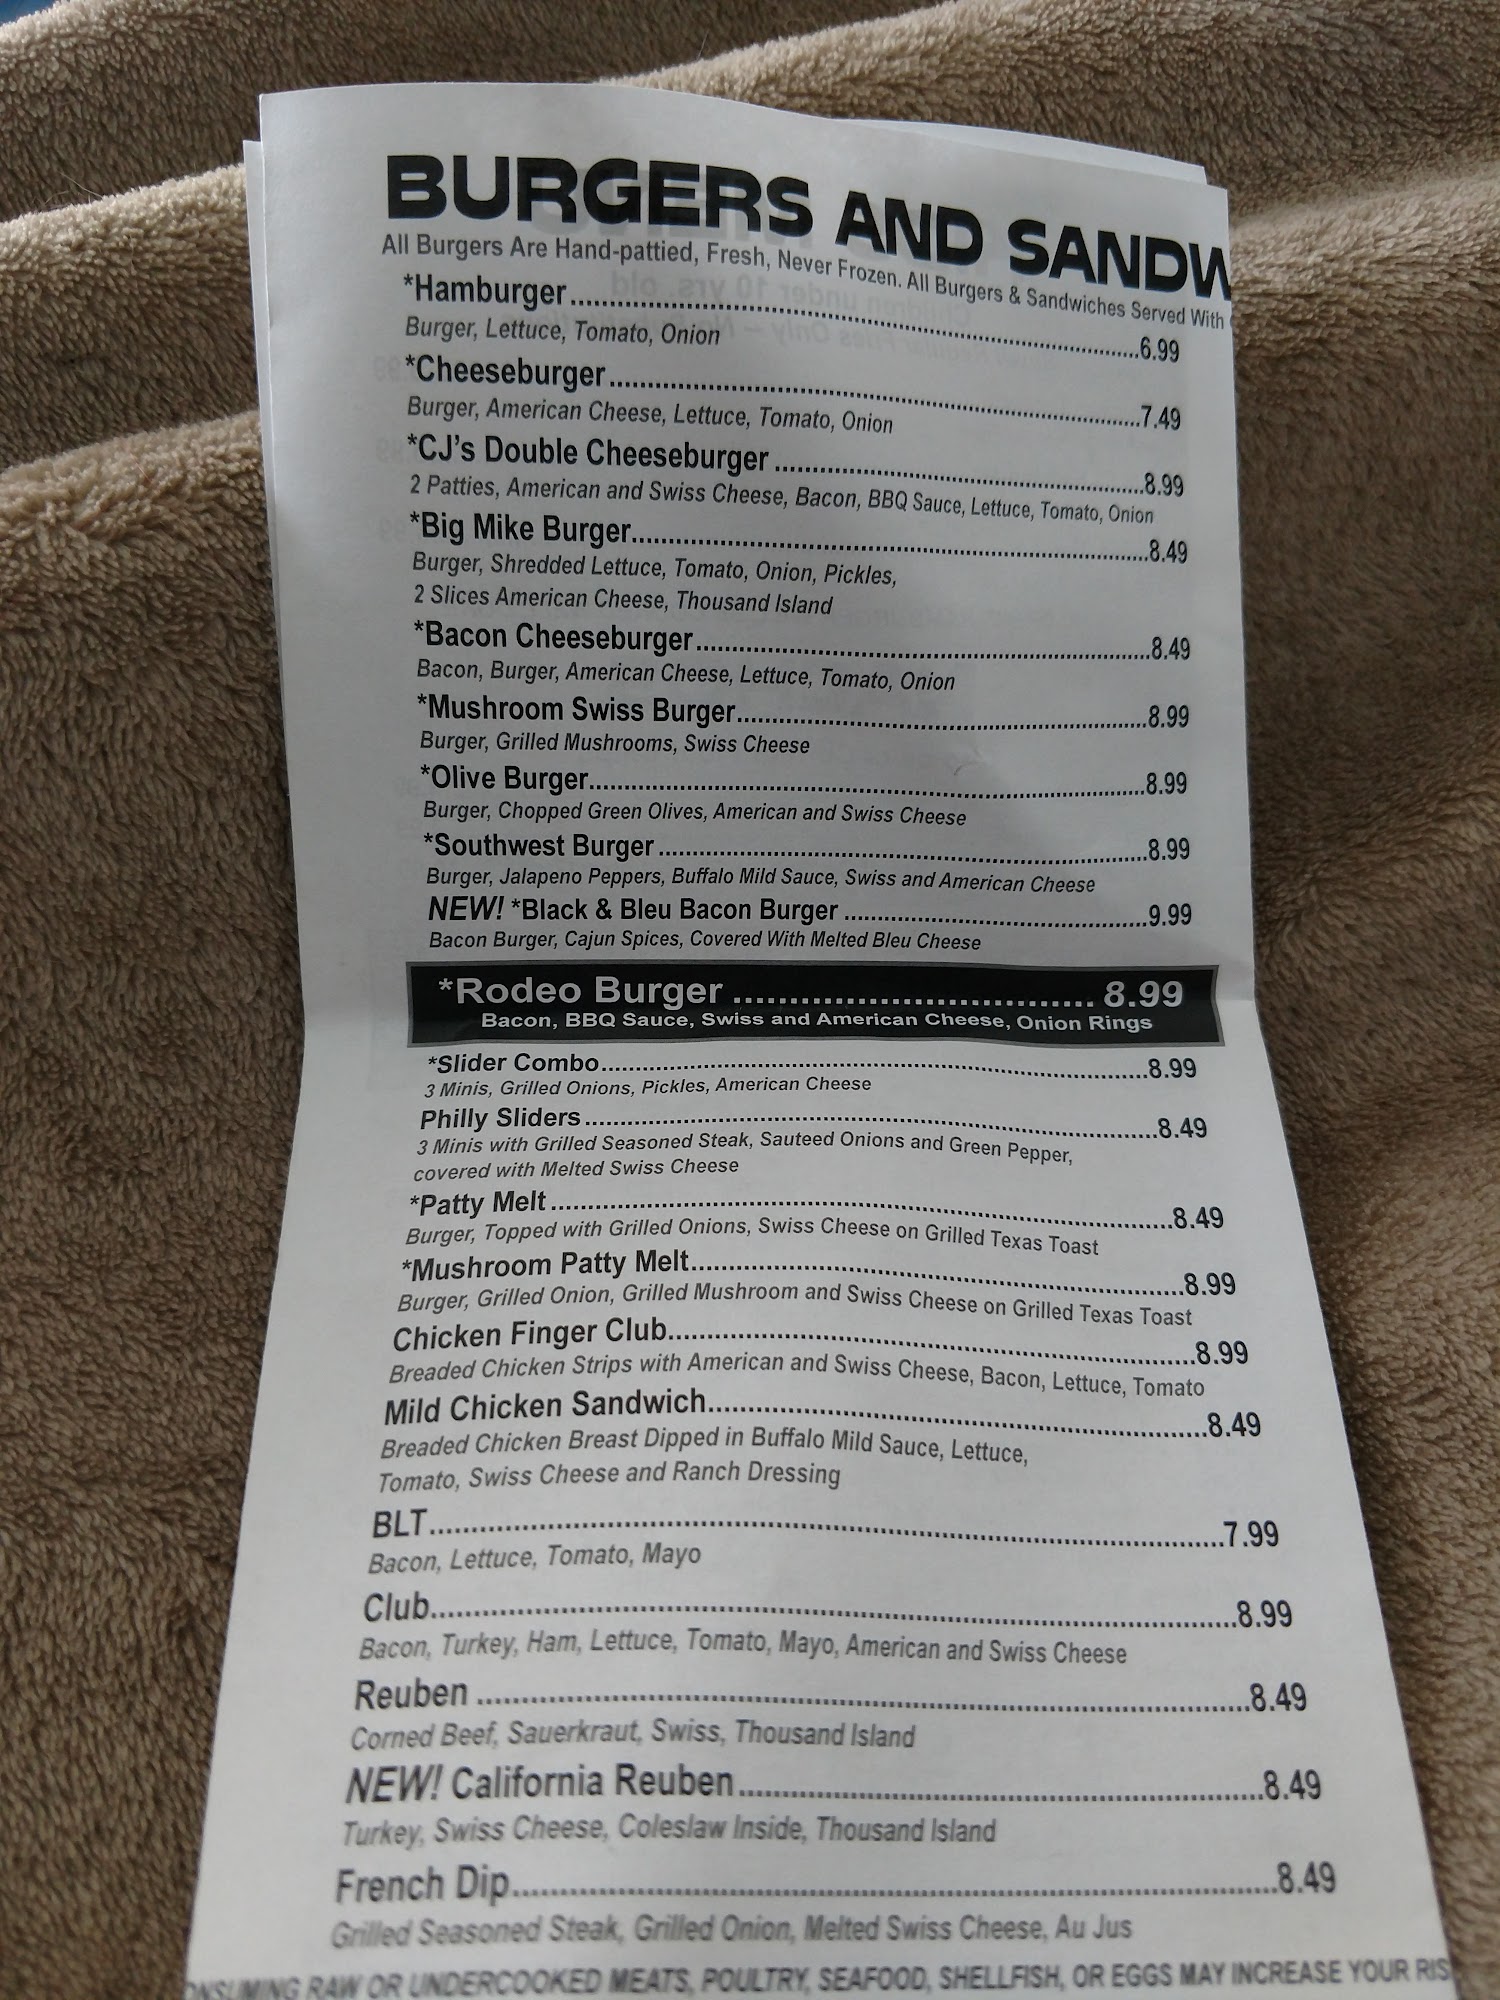 BURGERS AND SANDW
All Burgers Are Hand-pattied, Fresh, Never Frozen. All Burgers & Sandwiches Served With
*Hamburger 6.99
Burger, Lettuce, Tomato, Onion
*Cheeseburger 7.49
Burger, American Cheese, Lettuce, Tomato, Onion
*CJ's Double Cheeseburger 8.99
2 Patties, American and Swiss Cheese, Bacon, BBQ Sauce, Lettuce, Tomato, Onion
*Big Mike Burger 8.49
Burger, Shredded Lettuce, Tomato, Onion, Pickles,
2 Slices American Cheese, Thousand Island
*Bacon Cheeseburger 8.49
Bacon, Burger, American Cheese, Lettuce, Tomato, Onion
*Mushroom Swiss Burger 8.99
Burger, Grilled Mushrooms, Swiss Cheese
*Olive Burger 8.99
Burger, Chopped Green Olives, American and Swiss Cheese
*Southwest Burger 8.99
Burger, Jalapeno Peppers, Buffalo Mild Sauce, Swiss and American Cheese
NEW! *Black & Bleu Bacon Burger 9.99
Bacon Burger, Cajun Spices, Covered With Melted Bleu Cheese
*Rodeo Burger 8.99
Bacon, BBQ Sauce, Swiss and American Cheese, Onion Rings
*Slider Combo 8.99
3 Minis, Grilled Onions, Pickles, American Cheese
Philly Sliders 8.49
3 Minis with Grilled Seasoned Steak, Sauteed Onions and Green Pepper,
covered with Melted Swiss Cheese
*Patty Melt 8.49
Burger, Topped with Grilled Onions, Swiss Cheese on Grilled Texas Toast
*Mushroom Patty Melt 8.99
Burger, Grilled Onion, Grilled Mushroom and Swiss Cheese on Grilled Texas Toast
Chicken Finger Club 8.99
Breaded Chicken Strips with American and Swiss Cheese, Bacon, Lettuce, Tomato
Mild Chicken Sandwich 8.49
Breaded Chicken Breast Dipped in Buffalo Mild Sauce, Lettuce,
Tomato, Swiss Cheese and Ranch Dressing
BLT 7.99
Bacon, Lettuce, Tomato, Mayo
Club 8.99
Bacon, Turkey, Ham, Lettuce, Tomato, Mayo, American and Swiss Cheese
Reuben 8.49
Corned Beef, Sauerkraut, Swiss, Thousand Island
NEW! California Reuben 8.49
Turkey, Swiss Cheese, Coleslaw Inside, Thousand Island
French Dip 8.49
Grilled Seasoned Steak, Grilled Onion, Melted Swiss Cheese, Au Jus
ONSUMING RAW OR UNDERCOOKED MEATS, POULTRY, SEAFOOD, SHELLFISH, OR EGGS MAY INCREASE YOUR RIS